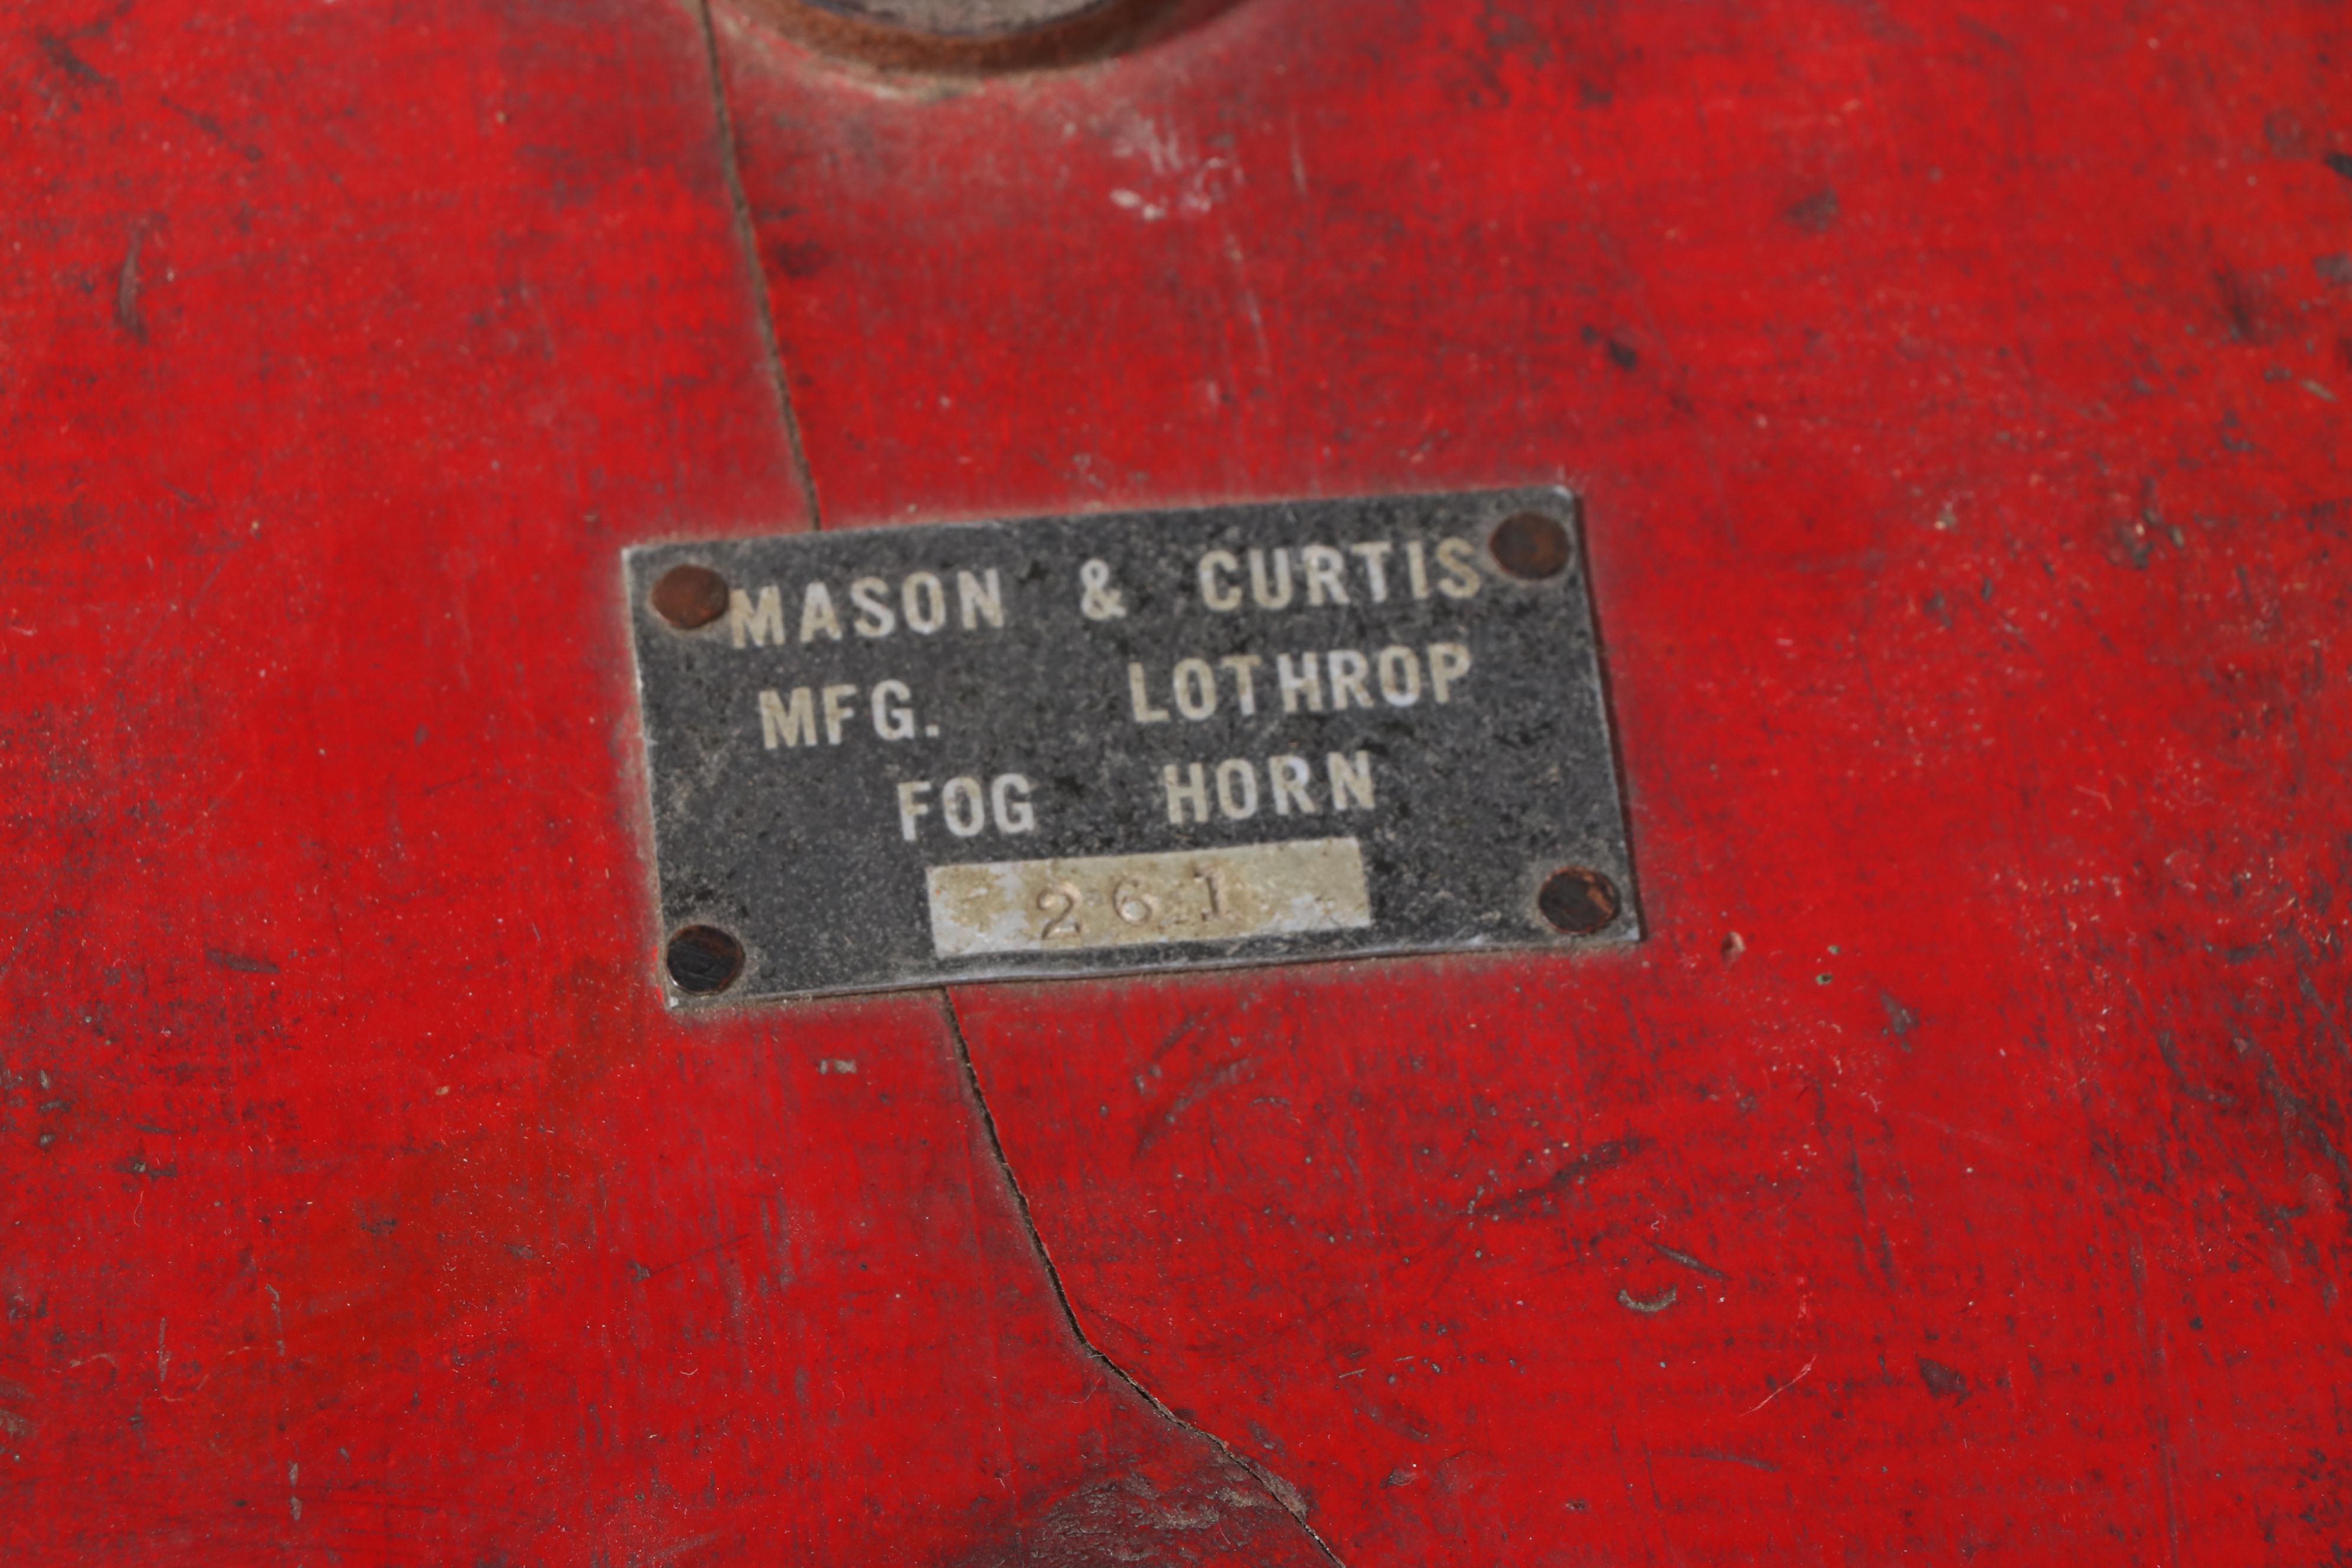 MASON & CURTIS
MFG. LOTHROP
FOG HORN
261